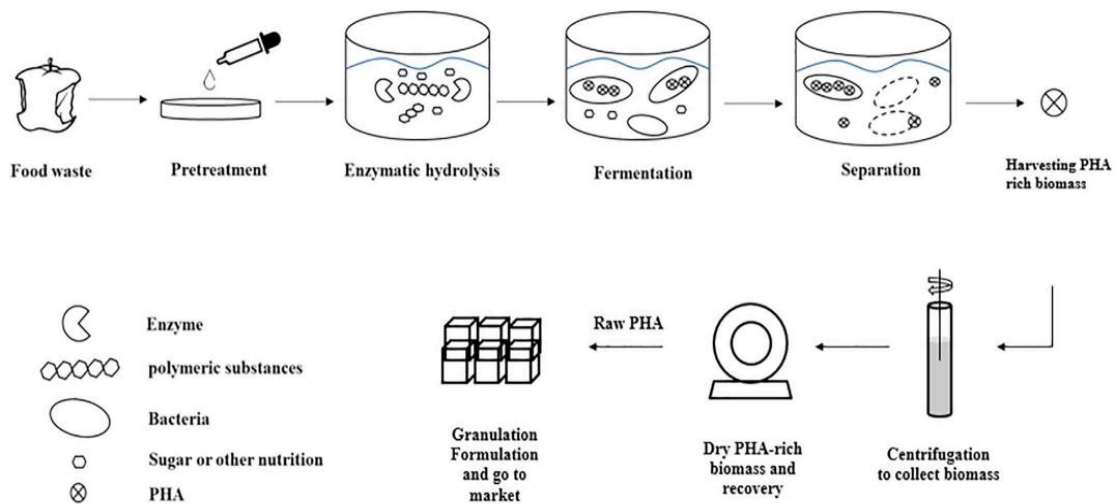 Food waste
Pretreatment
Enzymatic hydrolysis
Fermentation
Separation
Harvesting PHA
rich biomass
Raw PHA
Granulation
Formulation
and go to
market
Dry PHA-rich
biomass and
recovery
Centrifugation
to collect biomass
Enzyme
polymeric substances
Bacteria
Sugar or other nutrition
PHA